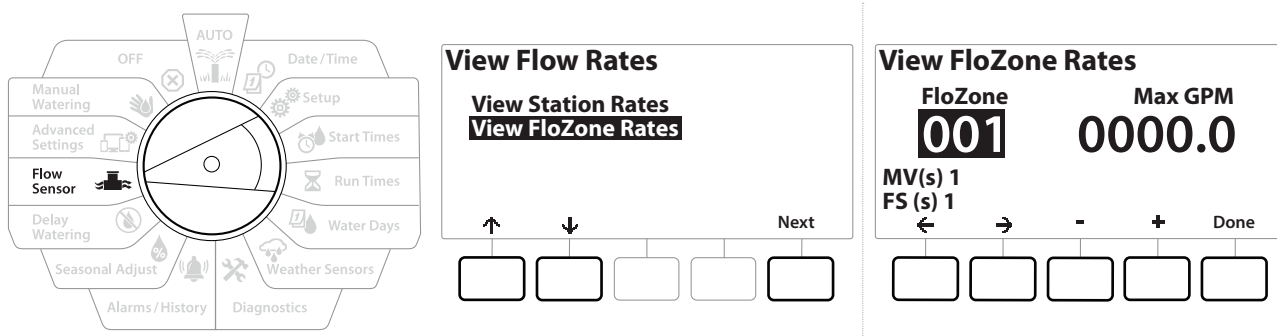 AUTO
OFF
Date / Time
Manual
Watering
Setup
Advanced
Settings
Start Times
Flow
Sensor
Run Times
Delay
Watering
Water Days
Seasonal Adjust
Weather Sensors
Alarms / History
Diagnostics
View Flow Rates
View Station Rates
View FloZone Rates
↑ ↓ Next
View FloZone Rates
FloZone Max GPM
001 0000.0
MV(s) 1
FS (s) 1
← → - + Done